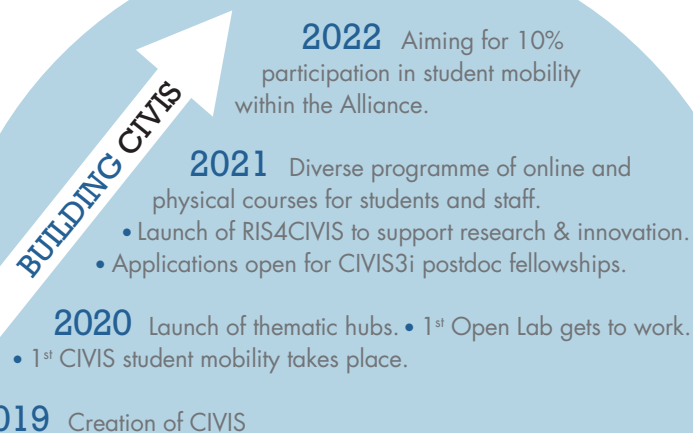 2022 Aiming for 10%
participation in student mobility
within the Alliance.
BUILDING CIVIS
2021 Diverse programme of online and
physical courses for students and staff.
• Launch of RIS4CIVIS to support research & innovation.
• Applications open for CIVIS3i postdoc fellowships.
2020 Launch of thematic hubs. • 1st Open Lab gets to work.
• 1st CIVIS student mobility takes place.
019 Creation of CIVIS